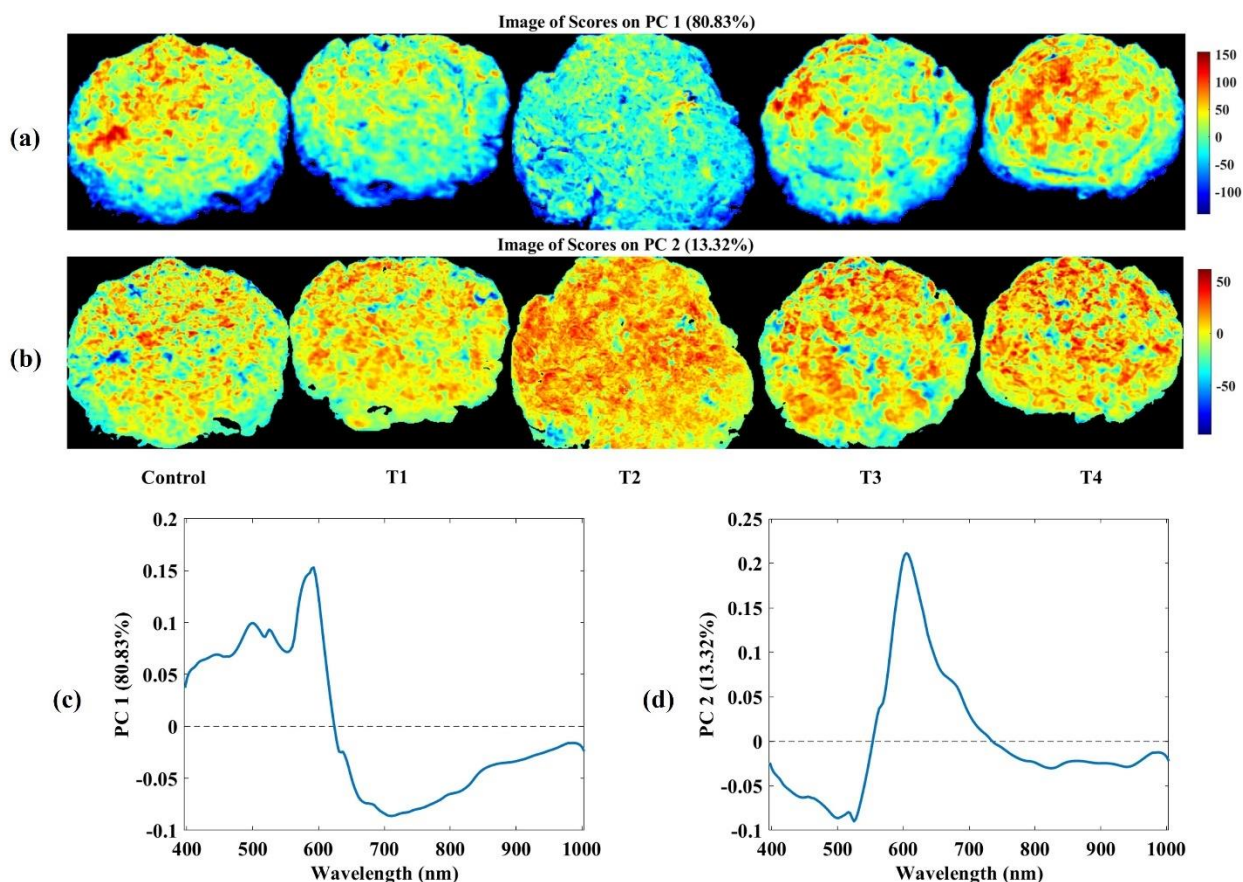 Image of Scores on PC 1 (80.83%)
(a)
150
100
50
0
-50
-100
Image of Scores on PC 2 (13.32%)
(b)
50
0
-50
Control T1 T2 T3 T4
(c)
PC 1 (80.83%)
0.2
0.15
0.1
0.05
0
-0.05
-0.1
400 500 600 700 800 900 1000
Wavelength (nm)
(d)
PC 2 (13.32%)
0.25
0.2
0.15
0.1
0.05
0
-0.05
-0.1
400 500 600 700 800 900 1000
Wavelength (nm)